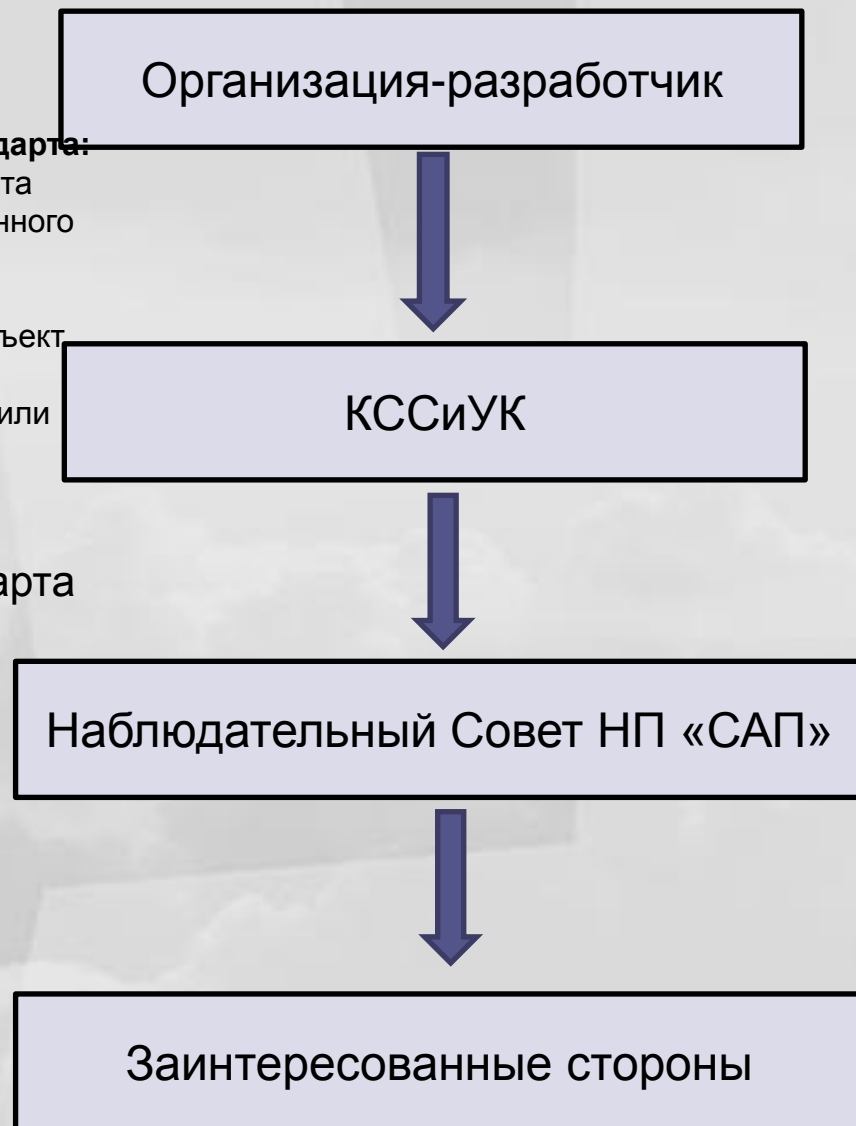 Организация-разработчик
дарта:
та
нного
ъект
или
КССиУК
арта
Наблюдательный Совет НП «САП»
Заинтересованные стороны